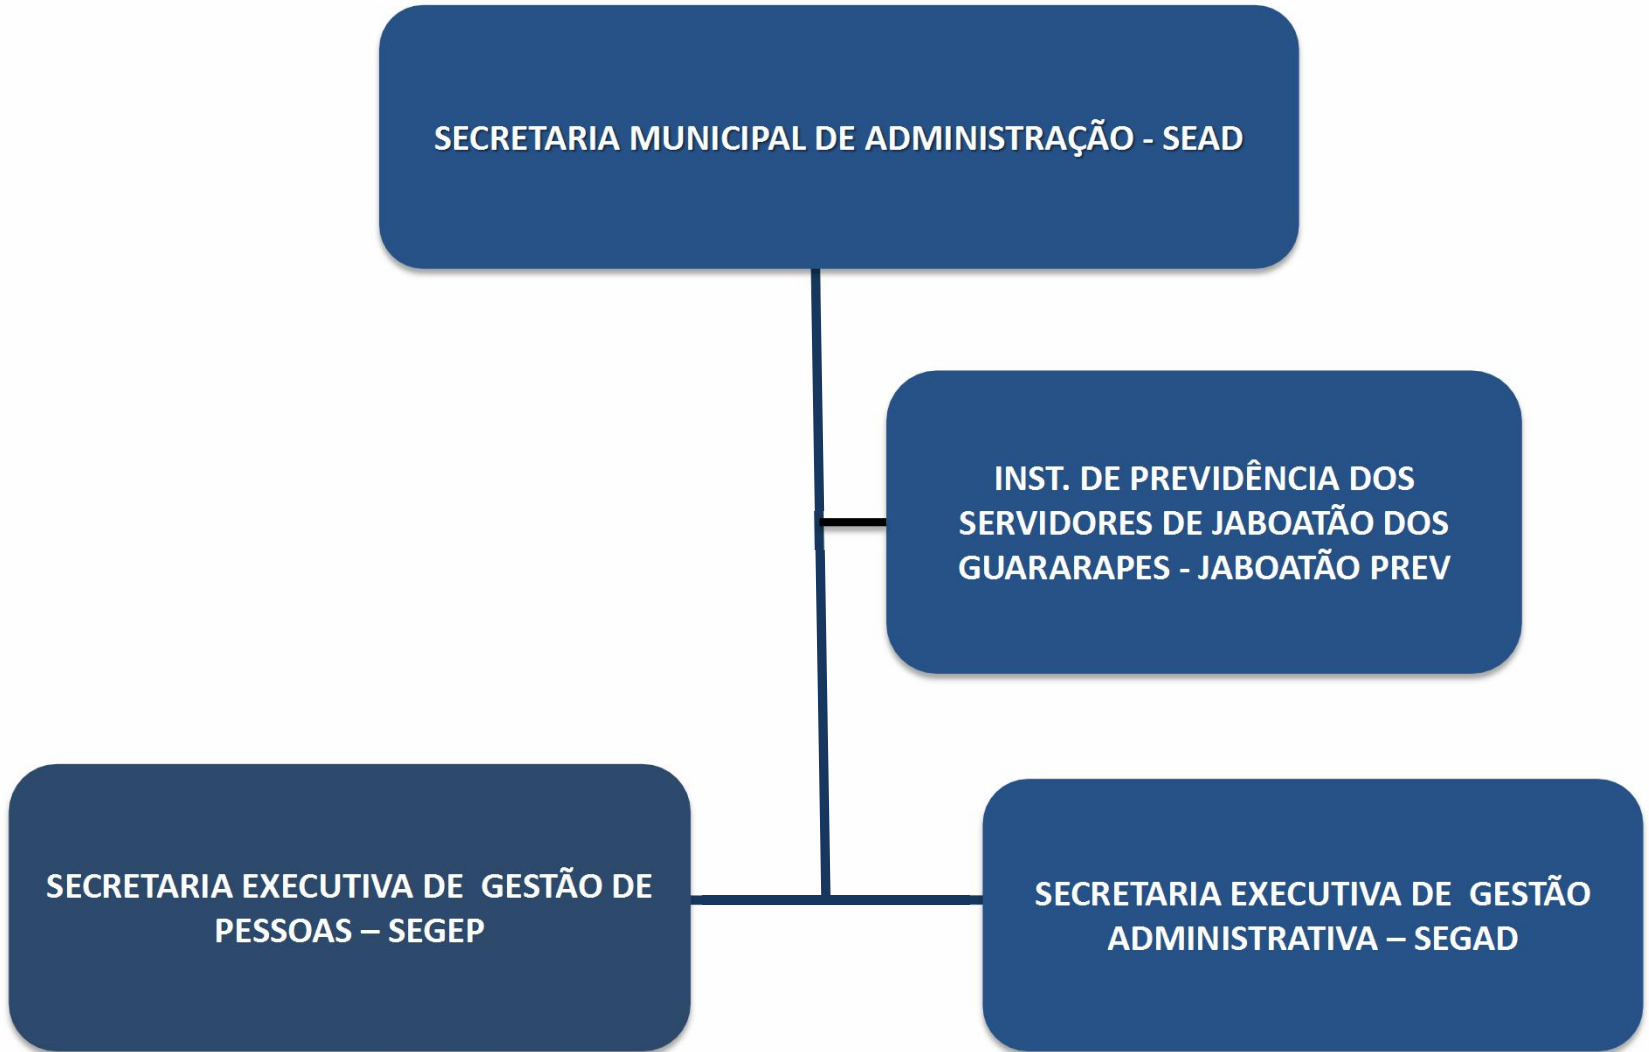 SECRETARIA MUNICIPAL DE ADMINISTRAÇÃO - SEAD
INST. DE PREVIDÊNCIA DOS
SERVIDORES DE JABOATÃO DOS
GUARARAPES - JABOATÃO PREV
SECRETARIA EXECUTIVA DE  GESTÃO DE
PESSOAS – SEGEP
SECRETARIA EXECUTIVA DE  GESTÃO
ADMINISTRATIVA – SEGAD